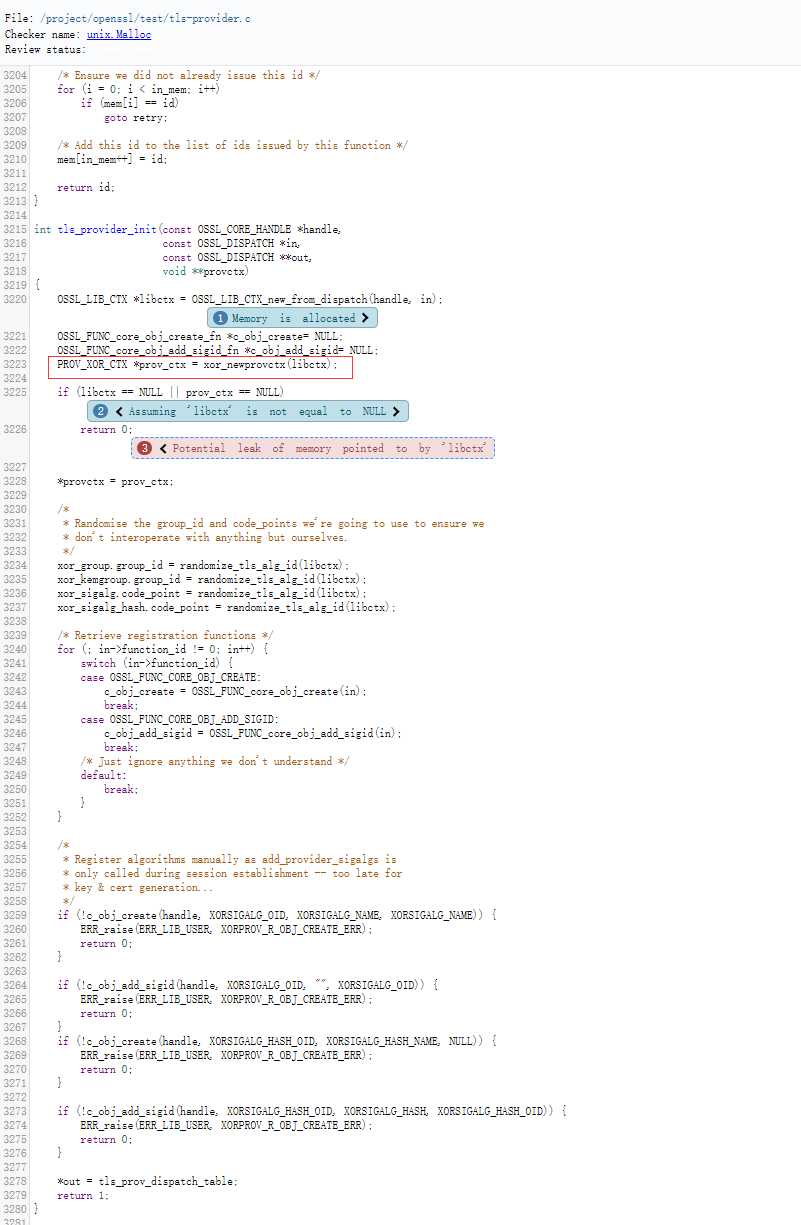 File: /project/openssl/test/tls-provider.c
Checker name: unix.Malloc
Review status:
3204     /* Ensure we did not already issue this id */
3205     for (i = 0; i < in_mem; i++)
3206         if (mem[i] == id)
3207             goto retry;
3208
3209     /* Add this id to the list of ids issued by this function */
3210     mem[in_mem++] = id;
3211
3212     return id;
3213 }
3214
3215 int tls_provider_init(const OSSL_CORE_HANDLE *handle,
3216                       const OSSL_DISPATCH *in,
3217                       const OSSL_DISPATCH **out,
3218                       void **provctx)
3219 {
3220     OSSL_LIB_CTX *libctx = OSSL_LIB_CTX_new_from_dispatch(handle, in);
1 Memory is allocated >
3221     OSSL_FUNC_core_obj_create_fn *c_obj_create= NULL;
3222     OSSL_FUNC_core_obj_add_sigid_fn *c_obj_add_sigid= NULL;
3223     PROV_XOR_CTX *prov_ctx = xor_newprovctx(libctx);
3224
3225     if (libctx == NULL || prov_ctx == NULL)
2 < Assuming 'libctx' is not equal to NULL >
3226         return 0;
3 < Potential leak of memory pointed to by 'libctx'
3227
3228     *provctx = prov_ctx;
3229
3230     /*
3231      * Randomise the group_id and code_points we're going to use to ensure we
3232      * don't interoperate with anything but ourselves.
3233      */
3234     xor_group.group_id = randomize_tls_alg_id(libctx);
3235     xor_kemgroup.group_id = randomize_tls_alg_id(libctx);
3236     xor_sigalg.code_point = randomize_tls_alg_id(libctx);
3237     xor_sigalg_hash.code_point = randomize_tls_alg_id(libctx);
3238
3239     /* Retrieve registration functions */
3240     for (; in->function_id != 0; in++) {
3241         switch (in->function_id) {
3242         case OSSL_FUNC_CORE_OBJ_CREATE:
3243             c_obj_create = OSSL_FUNC_core_obj_create(in);
3244             break;
3245         case OSSL_FUNC_CORE_OBJ_ADD_SIGID:
3246             c_obj_add_sigid = OSSL_FUNC_core_obj_add_sigid(in);
3247             break;
3248         /* Just ignore anything we don't understand */
3249         default:
3250             break;
3251         }
3252     }
3253
3254     /*
3255      * Register algorithms manually as add_provider_sigalgs is
3256      * only called during session establishment -- too late for
3257      * key & cert generation...
3258      */
3259     if (!c_obj_create(handle, XORSIGALG_OID, XORSIGALG_NAME, XORSIGALG_NAME)) {
3260         ERR_raise(ERR_LIB_USER, XORPROV_R_OBJ_CREATE_ERR);
3261         return 0;
3262     }
3263
3264     if (!c_obj_add_sigid(handle, XORSIGALG_OID, "", XORSIGALG_OID)) {
3265         ERR_raise(ERR_LIB_USER, XORPROV_R_OBJ_CREATE_ERR);
3266         return 0;
3267     }
3268     if (!c_obj_create(handle, XORSIGALG_HASH_OID, XORSIGALG_HASH_NAME, NULL)) {
3269         ERR_raise(ERR_LIB_USER, XORPROV_R_OBJ_CREATE_ERR);
3270         return 0;
3271     }
3272
3273     if (!c_obj_add_sigid(handle, XORSIGALG_HASH_OID, XORSIGALG_HASH, XORSIGALG_HASH_OID)) {
3274         ERR_raise(ERR_LIB_USER, XORPROV_R_OBJ_CREATE_ERR);
3275         return 0;
3276     }
3277
3278     *out = tls_prov_dispatch_table;
3279     return 1;
3280 }
3281